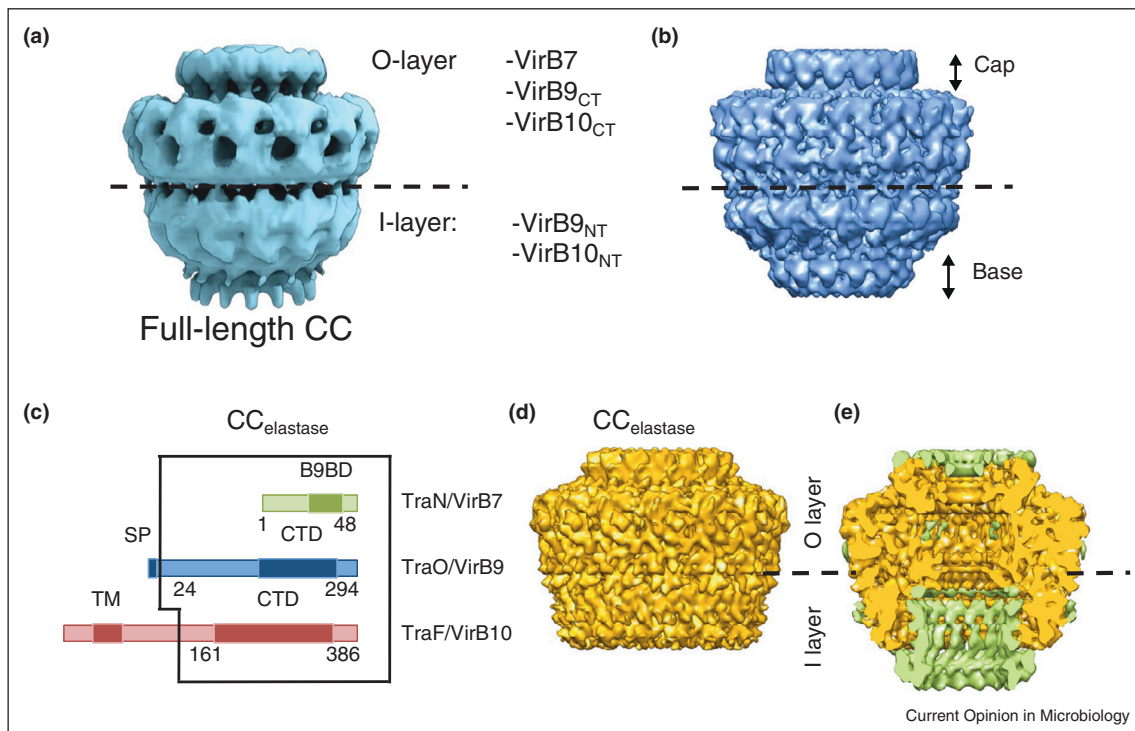 (a)
O-layer
-VirB7
-VirB9CT
-VirB10CT
I-layer:
-VirB9NT
-VirB10NT
Full-length CC
(b)
Cap
Base
(c)
CCelastase
B9BD
TraN/VirB7
1
48
CTD
SP
TraO/VirB9
24
294
CTD
TM
TraF/VirB10
161
386
(d)
CCelastase
(e)
O layer
I layer
Current Opinion in Microbiology